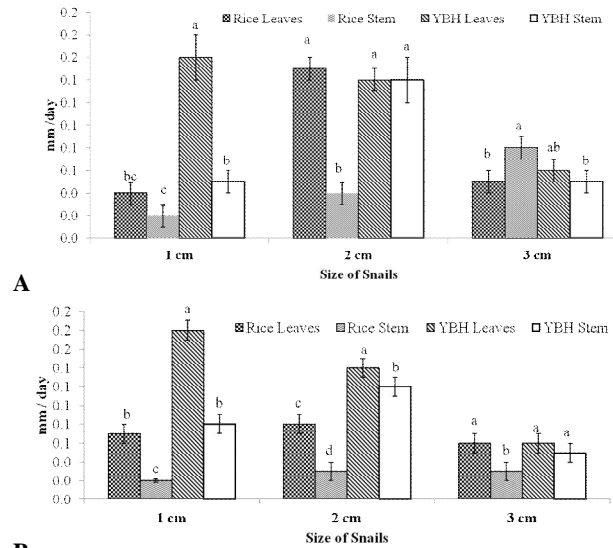 0.2
a
Rice Leaves Rice Stem YBH Leaves YBH Stem
0.2
a a a
0.2
0.1
0.1
a
0.1
bc b b b ab b
0.1
c
0.0
0.0
0.0
mm /day
1 cm 2 cm 3 cm
Size of Snails
A
0.2
a
Rice Leaves Rice Stem YBH Leaves YBH Stem
0.2
0.2
a
0.1
b
0.1
b b c
0.1
a a a
0.1
d b
0.0
c
0.0
0.0
mm / day
1 cm 2 cm 3 cm
Size of Snails